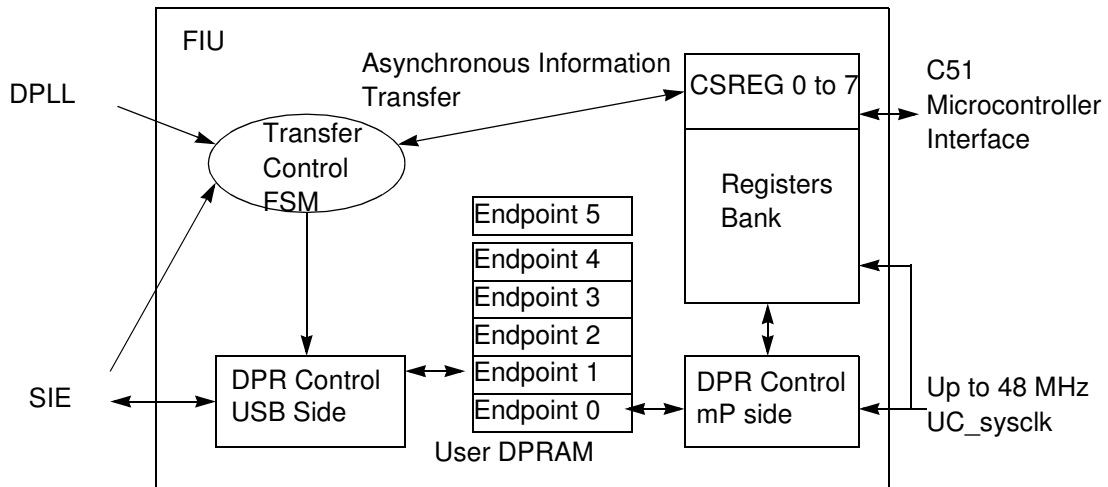 FIU
DPLL
Asynchronous Information
Transfer
CSREG 0 to 7
C51
Microcontroller
Interface
Transfer
Control
FSM
Registers
Bank
Endpoint 5
Endpoint 4
Endpoint 3
Endpoint 2
Endpoint 1
Endpoint 0
User DPRAM
SIE
DPR Control
USB Side
DPR Control
mP side
Up to 48 MHz
UC_sysclk